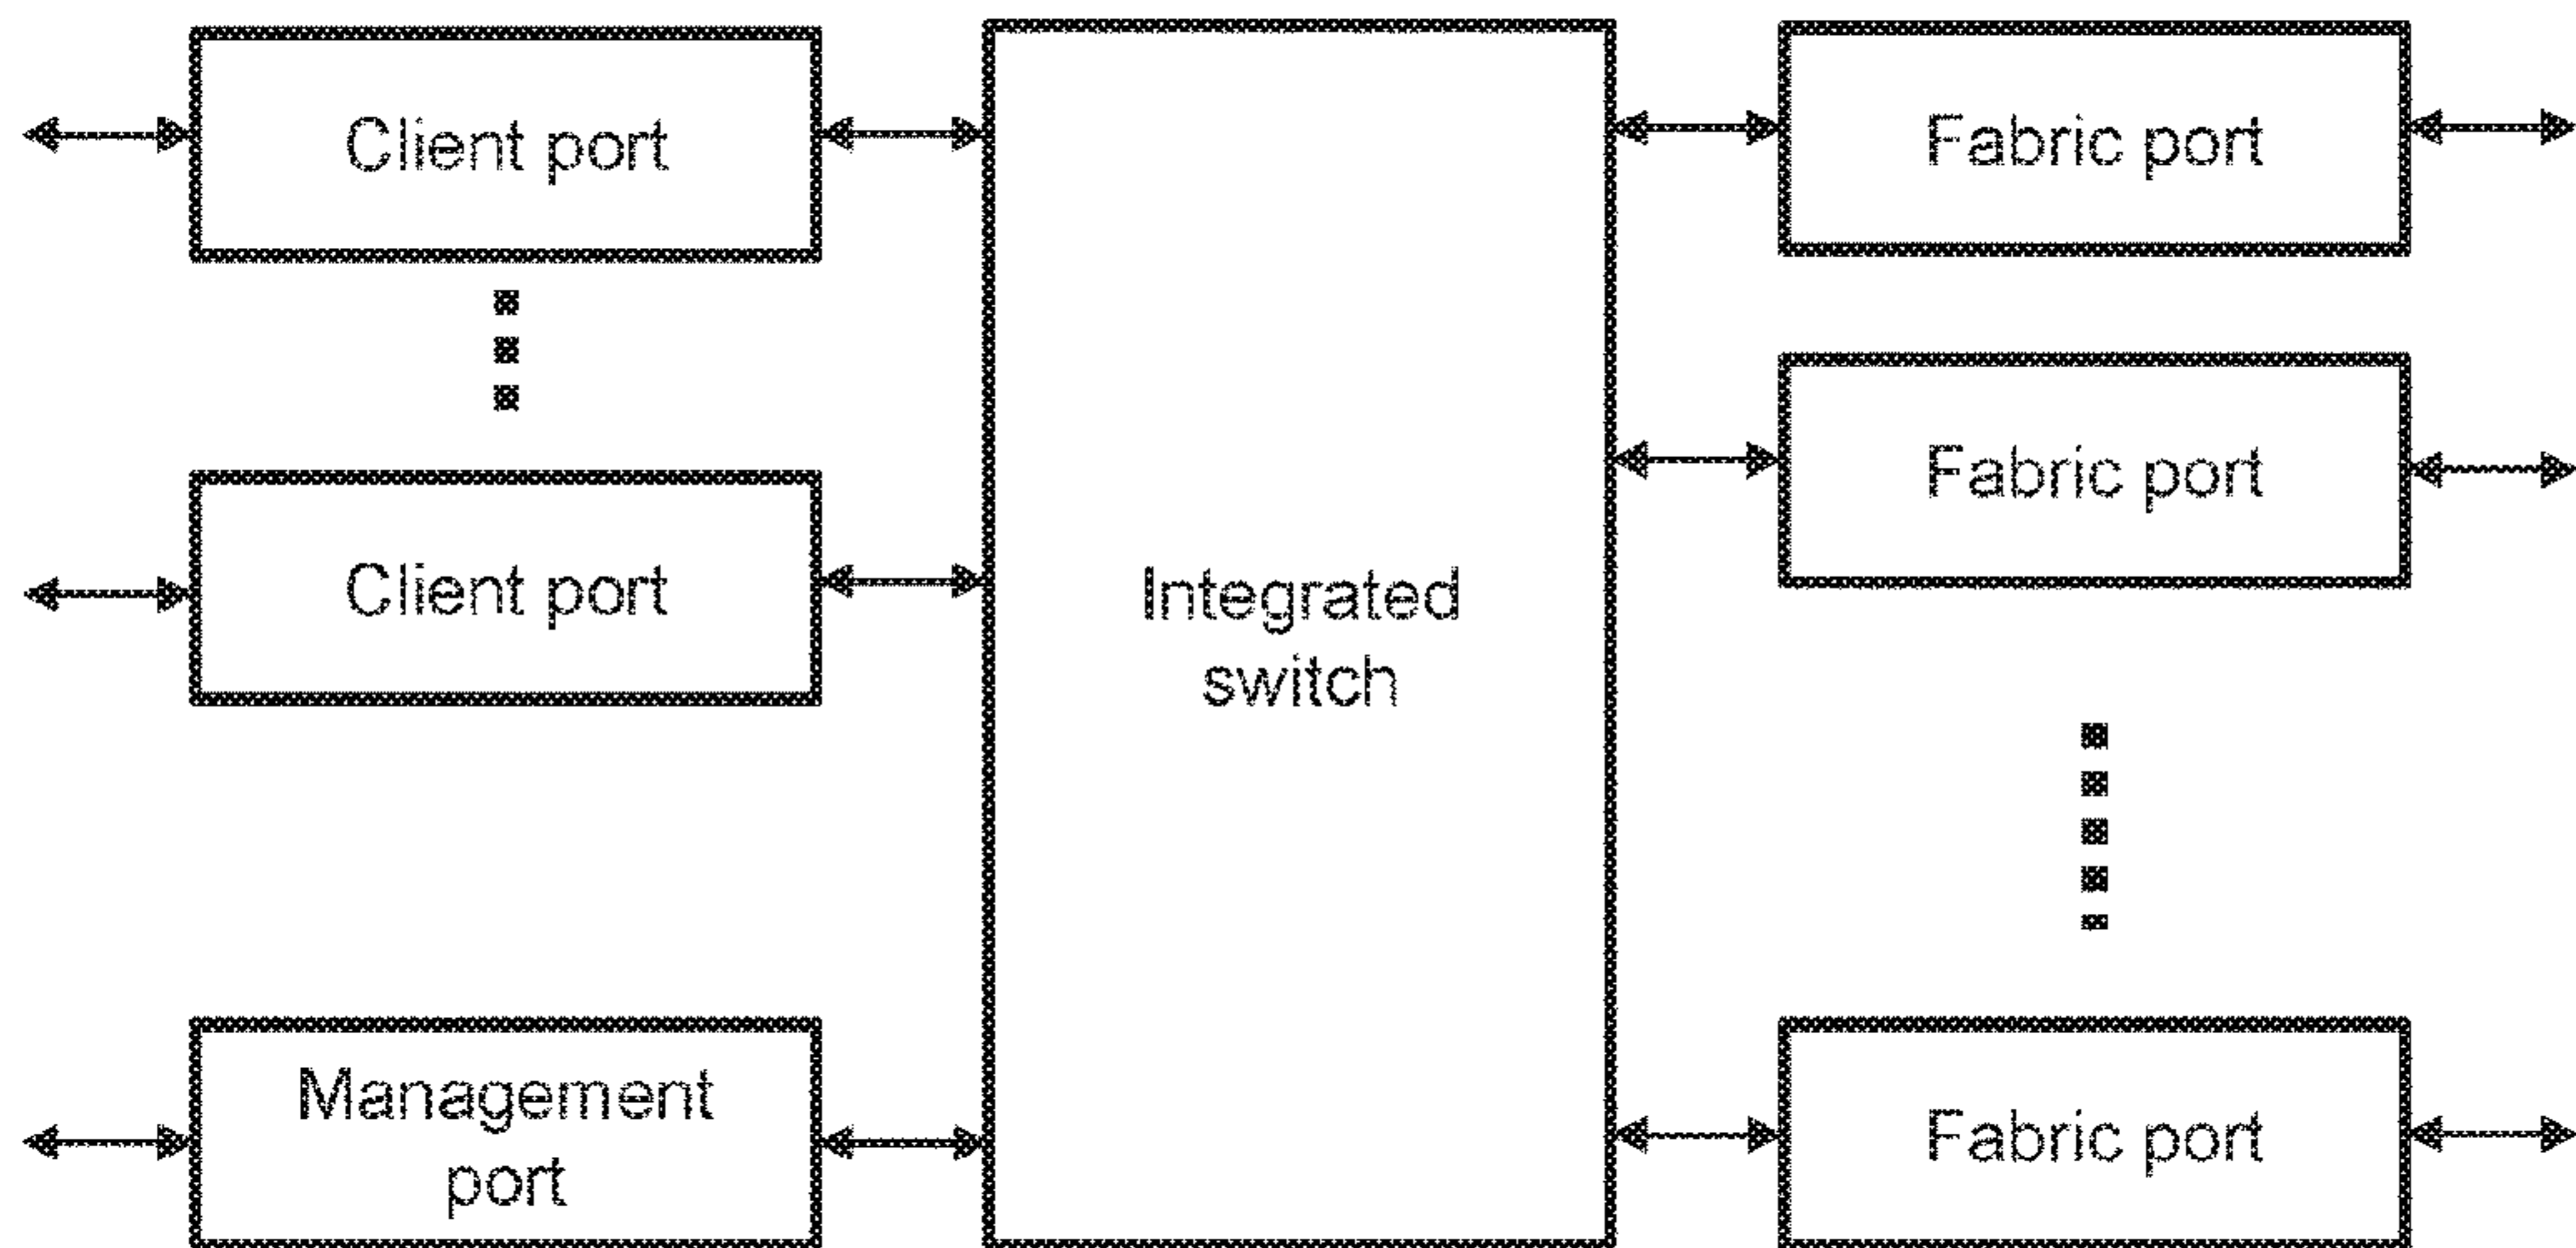 Client port
Client port
Management
port
Integrated
switch
Fabric port
Fabric port
Fabric port